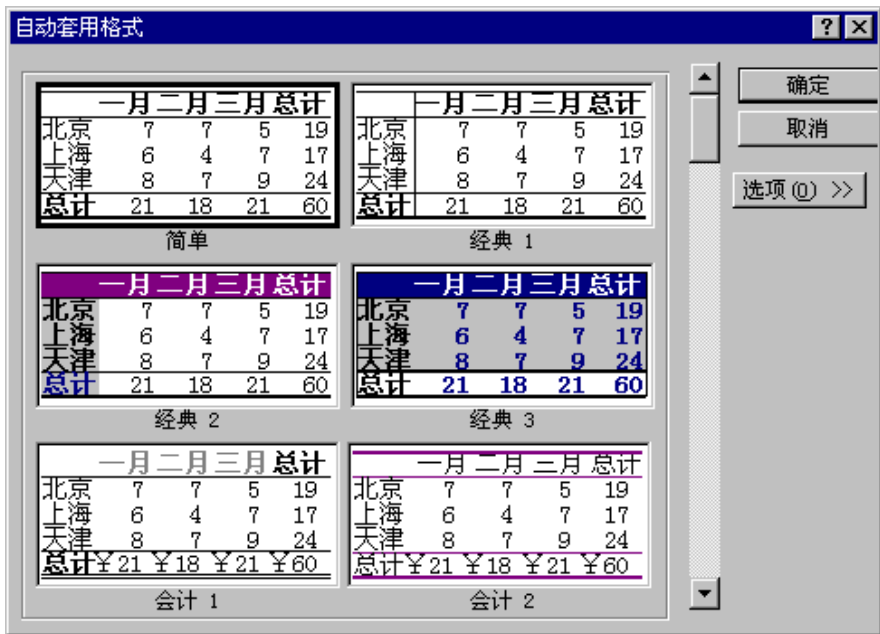 自动套用格式
确定
取消
选项(O) >>
一月 二月 三月 总计
北京 7 7 5 19
上海 6 4 7 17
天津 8 7 9 24
总计 21 18 21 60
简单
一月 二月 三月 总计
北京 7 7 5 19
上海 6 4 7 17
天津 8 7 9 24
总计 21 18 21 60
经典 1
一月 二月 三月 总计
北京 7 7 5 19
上海 6 4 7 17
天津 8 7 9 24
总计 21 18 21 60
经典 2
一月 二月 三月 总计
北京 7 7 5 19
上海 6 4 7 17
天津 8 7 9 24
总计 21 18 21 60
经典 3
一月 二月 三月 总计
北京 7 7 5 19
上海 6 4 7 17
天津 8 7 9 24
总计 ¥21 ¥18 ¥21 ¥60
会计 1
一月 二月 三月 总计
北京 7 7 5 19
上海 6 4 7 17
天津 8 7 9 24
总计 ¥21 ¥18 ¥21 ¥60
会计 2